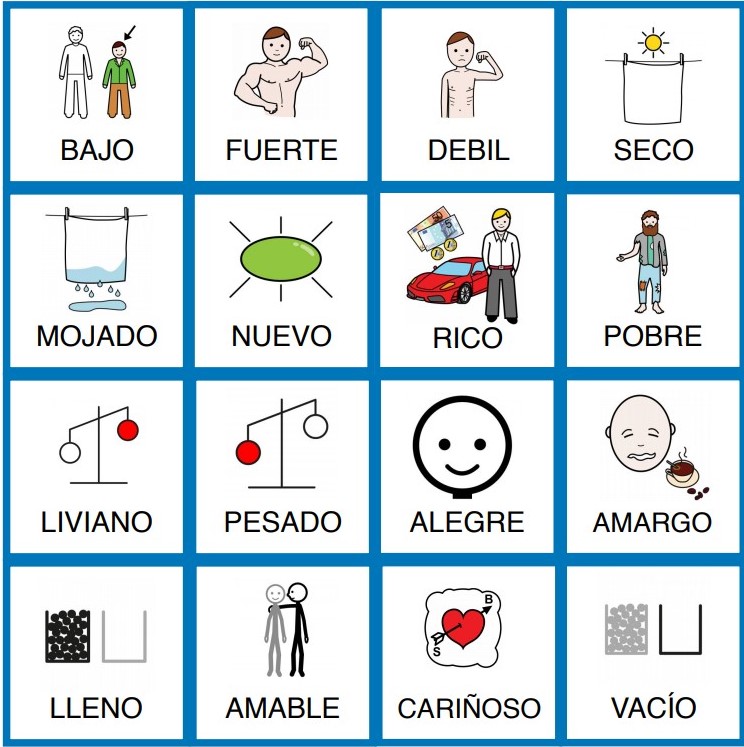 BAJO
FUERTE
DEBIL
SECO
MOJADO
NUEVO
RICO
POBRE
LIVIANO
PESADO
ALEGRE
AMARGO
LLENO
AMABLE
B
S
CARIÑOSO
VACÍO